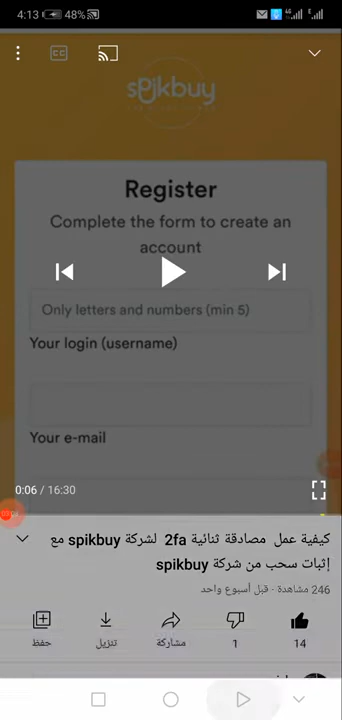 4:13
48%
CC
spikbuy
Register
Complete the form to create an
account
Only letters and numbers (min 5)
Your login (username)
Your e-mail
0:06 / 16:30
كيفية عمل مصادقة ثنائية 2fa لشركة spikbuy مع
إثبات سحب من شركة spikbuy
246 مشاهدة · قبل أسبوع واحد
14
1
مشاركة
تنزيل
حفظ